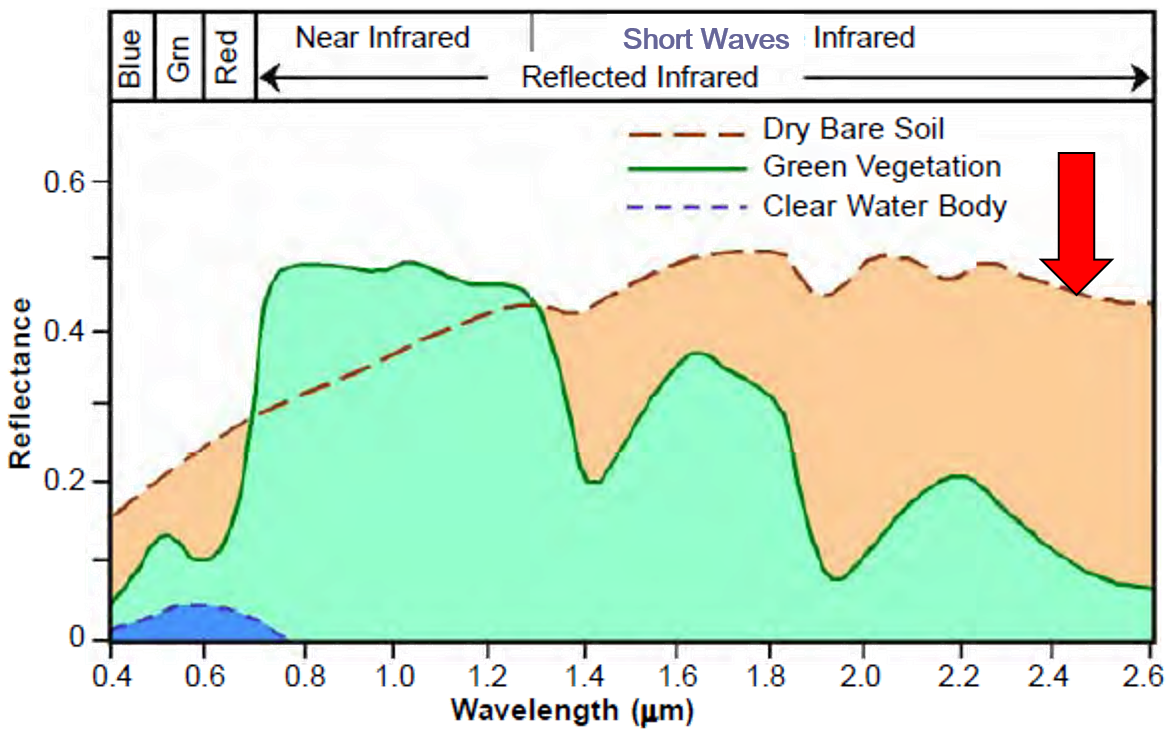 Blue
Grn
Red
Near Infrared
Short Waves Infrared
Reflected Infrared
Dry Bare Soil
Green Vegetation
Clear Water Body
Reflectance
0.6
0.4
0.2
0
0.4 0.6 0.8 1.0 1.2 1.4 1.6 1.8 2.0 2.2 2.4 2.6
Wavelength (µm)